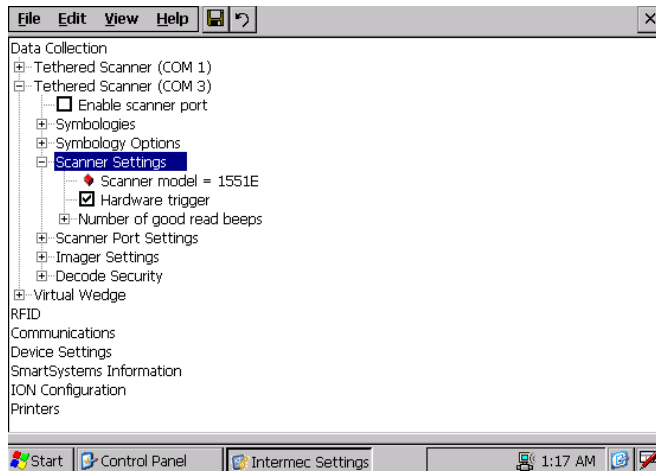 File Edit View Help
Data Collection
Tethered Scanner (COM 1)
Tethered Scanner (COM 3)
Enable scanner port
Symbologies
Symbology Options
Scanner Settings
Scanner model = 1551E
Hardware trigger
Number of good read beeps
Scanner Port Settings
Imager Settings
Decode Security
Virtual Wedge
RFID
Communications
Device Settings
SmartSystems Information
ION Configuration
Printers
Start Control Panel Intermec Settings 1:17 AM